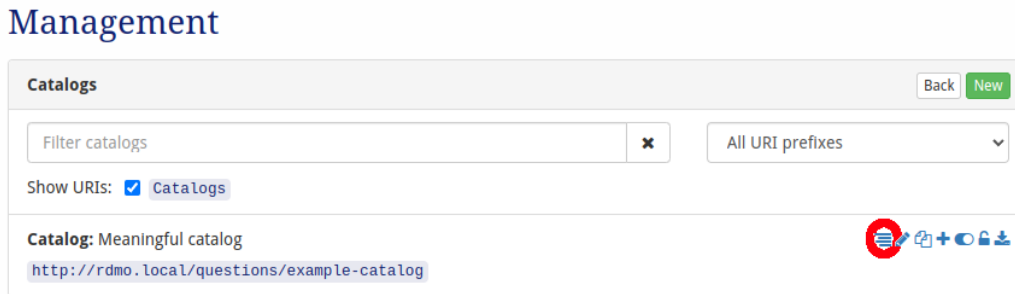 Management
Catalogs
Back New
Filter catalogs
All URI prefixes
Show URIs: Catalogs
Catalog: Meaningful catalog
http://rdmo.local/questions/example-catalog